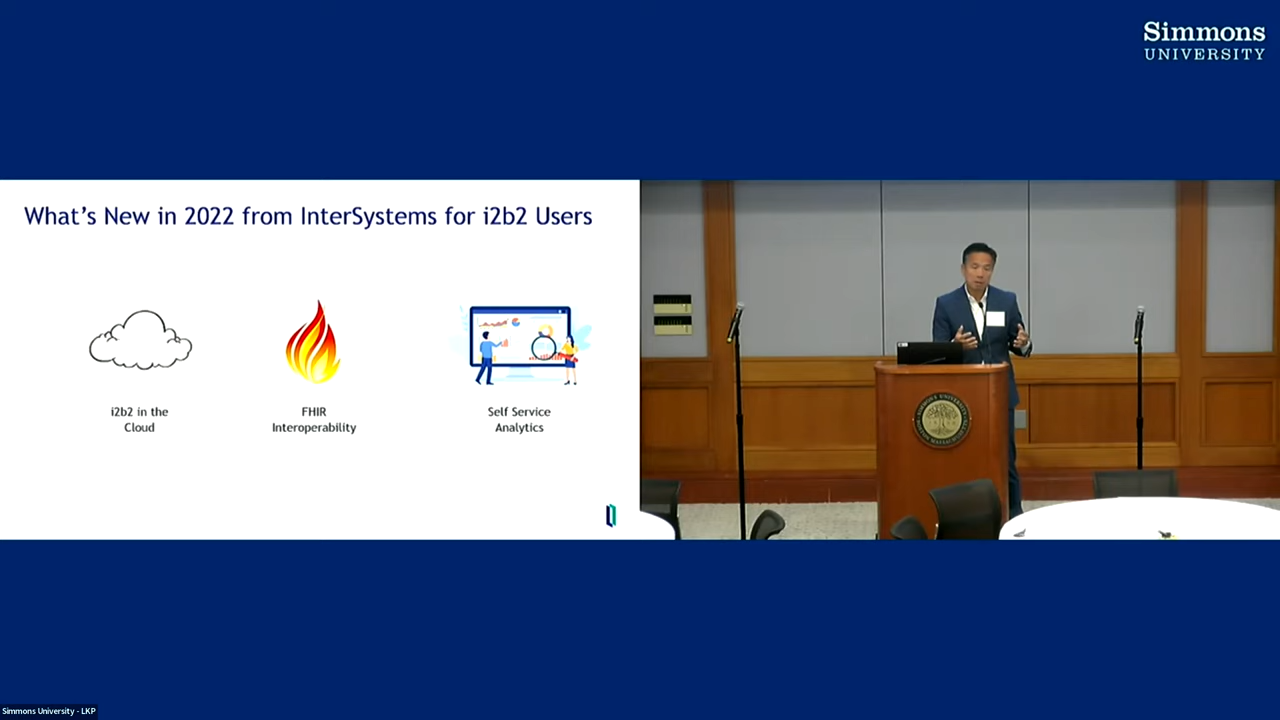 Simmons
UNIVERSITY
What's New in 2022 from InterSystems for i2b2 Users
i2b2 in the
Cloud
FHIR
Interoperability
Self Service
Analytics
Simmons University - LKP